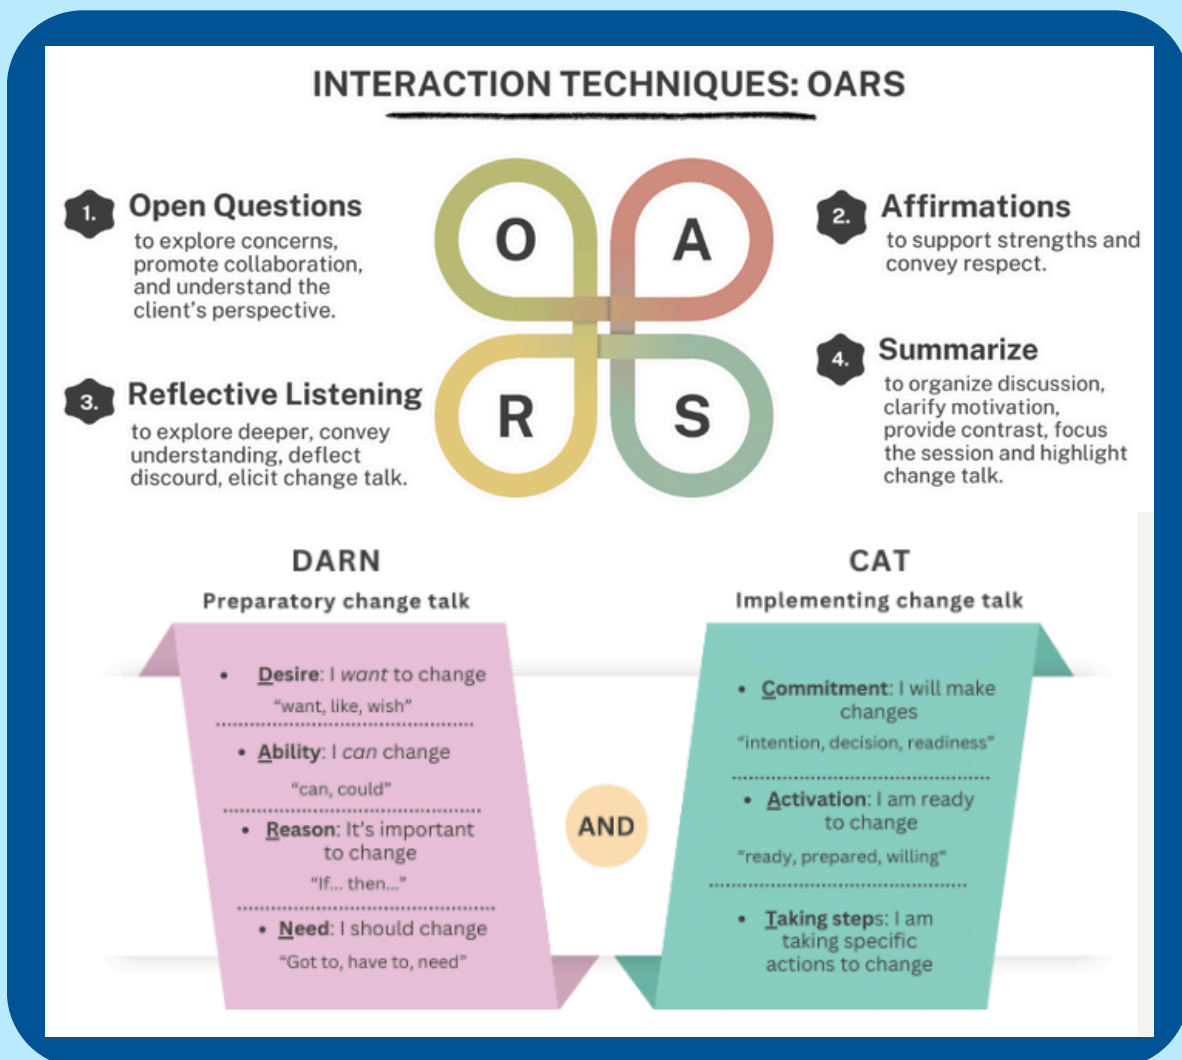 INTERACTION TECHNIQUES: OARS
1.
Open Questions
to explore concerns,
promote collaboration,
and understand the
client's perspective.
O
A
2.
Affirmations
to support strengths and
convey respect.
3.
Reflective Listening
to explore deeper, convey
understanding, deflect
discourd, elicit change talk.
R
S
4.
Summarize
to organize discussion,
clarify motivation,
provide contrast, focus
the session and highlight
change talk.
DARN
Preparatory change talk
• Desire: I want to change
"want, like, wish"
• Ability: I can change
"can, could"
• Reason: It's important
to change
"If... then..."
• Need: I should change
"Got to, have to, need"
AND
CAT
Implementing change talk
• Commitment: I will make
changes
"intention, decision, readiness"
• Activation: I am ready
to change
"ready, prepared, willing"
• Taking steps: I am
taking specific
actions to change